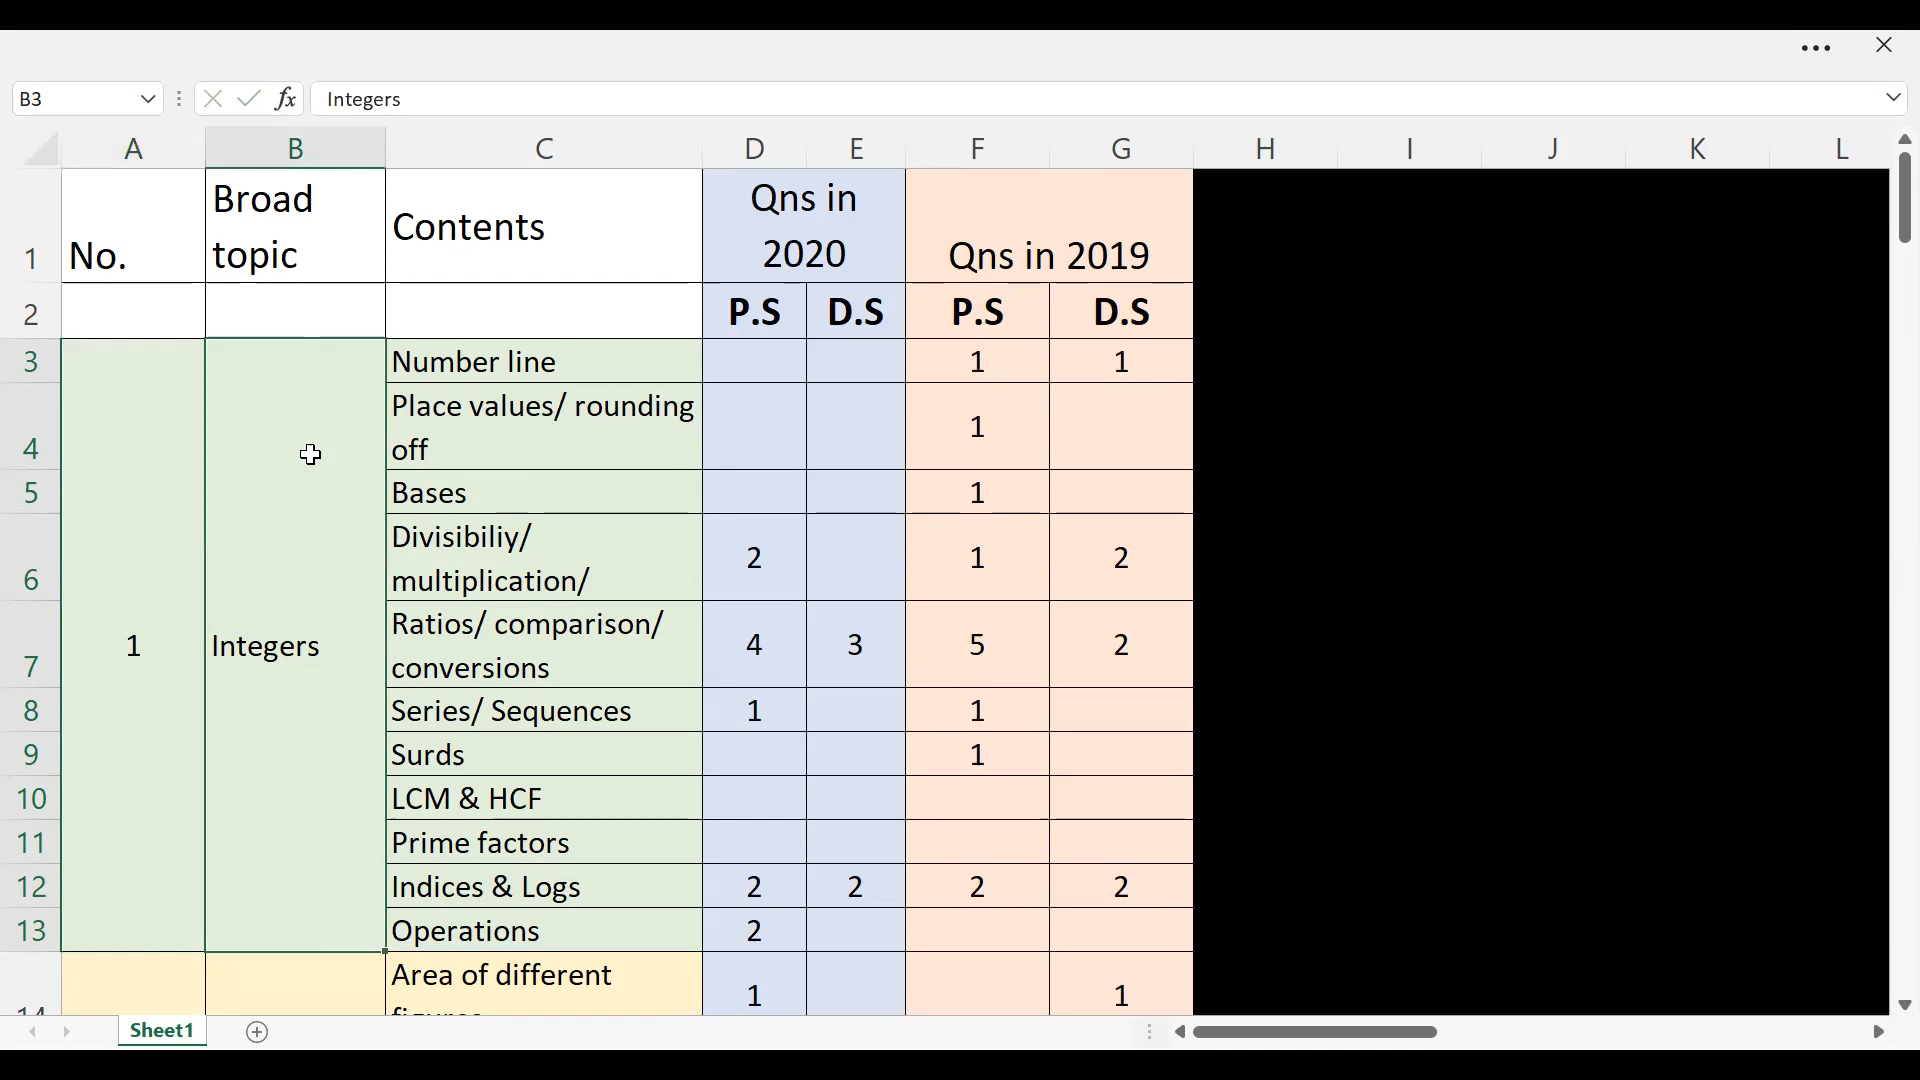 B3
fx
Integers
A B C D E F G H I J K L
1 No. Broad topic Contents Qns in 2020 Qns in 2019
2 P.S D.S P.S D.S
3 Number line 1 1
4 Place values/ rounding off 1
5 Bases 1
6 Divisibiliy/ multiplication/ 2 1 2
7 1 Integers Ratios/ comparison/ conversions 4 3 5 2
8 Series/ Sequences 1 1
9 Surds 1
10 LCM & HCF
11 Prime factors
12 Indices & Logs 2 2 2 2
13 Operations 2
14 Area of different 1 1
Sheet1